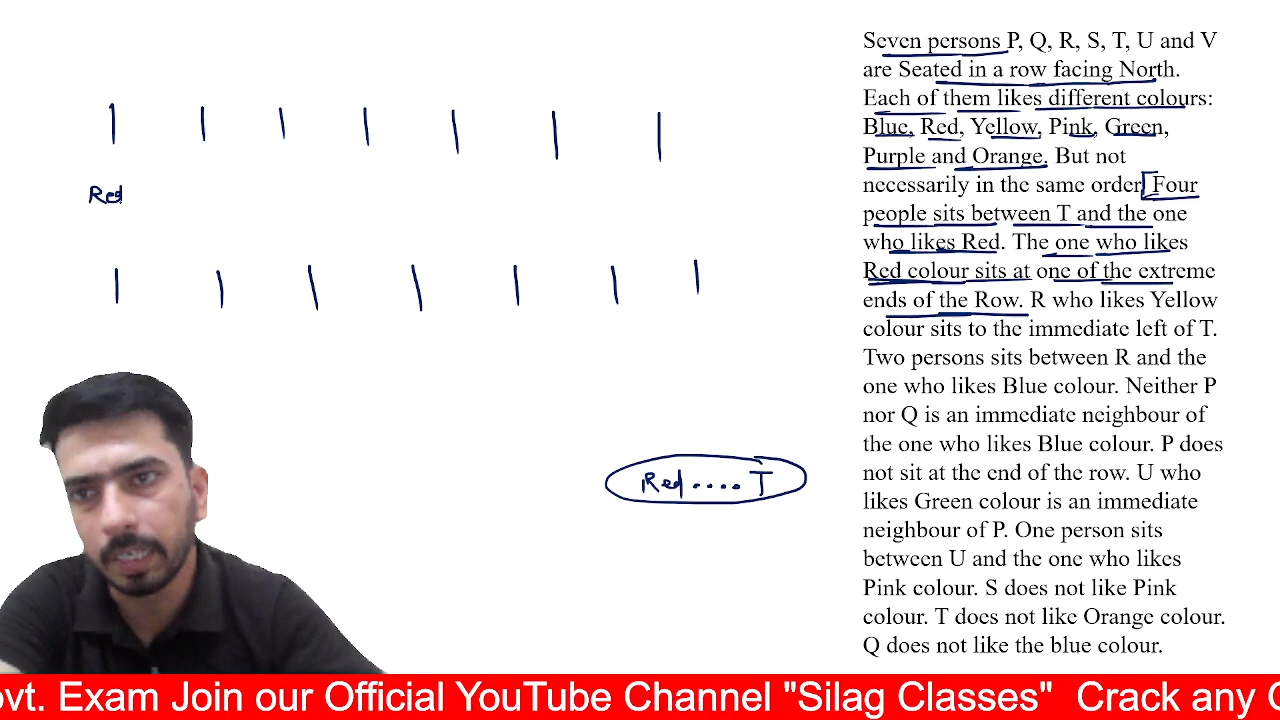 Seven persons P, Q, R, S, T, U and V
are Seated in a row facing North.
Each of them likes different colours:
Blue, Red, Yellow, Pink, Green,
Purple and Orange. But not
necessarily in the same order. Four
people sits between T and the one
who likes Red. The one who likes
Red colour sits at one of the extreme
ends of the Row. R who likes Yellow
colour sits to the immediate left of T.
Two persons sits between R and the
one who likes Blue colour. Neither P
nor Q is an immediate neighbour of
the one who likes Blue colour. P does
not sit at the end of the row. U who
likes Green colour is an immediate
neighbour of P. One person sits
between U and the one who likes
Pink colour. S does not like Pink
colour. T does not like Orange colour.
Q does not like the blue colour.
Red
Red .... T
ovt. Exam Join our Official YouTube Channel "Silag Classes" Crack any G